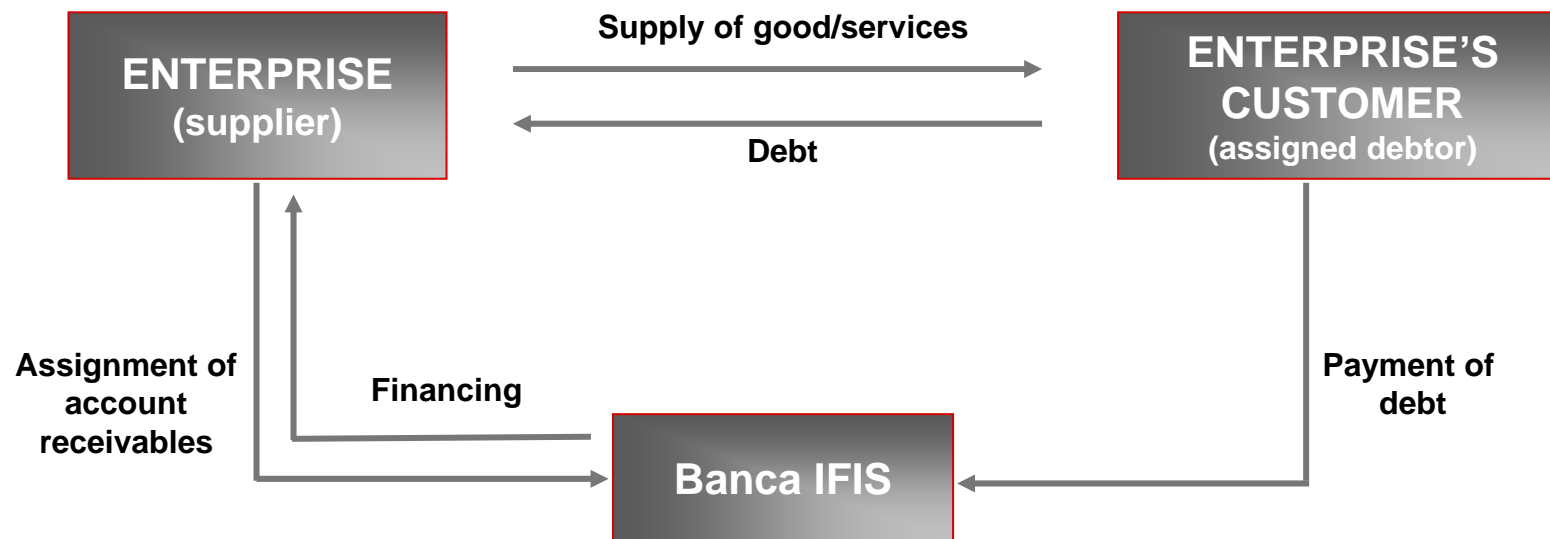 Supply of good/services
ENTERPRISE
(supplier)
ENTERPRISE’S
CUSTOMER
(assigned debtor)
Debt
Assignment of
account
receivables
Financing
Payment of
debt
Banca IFIS